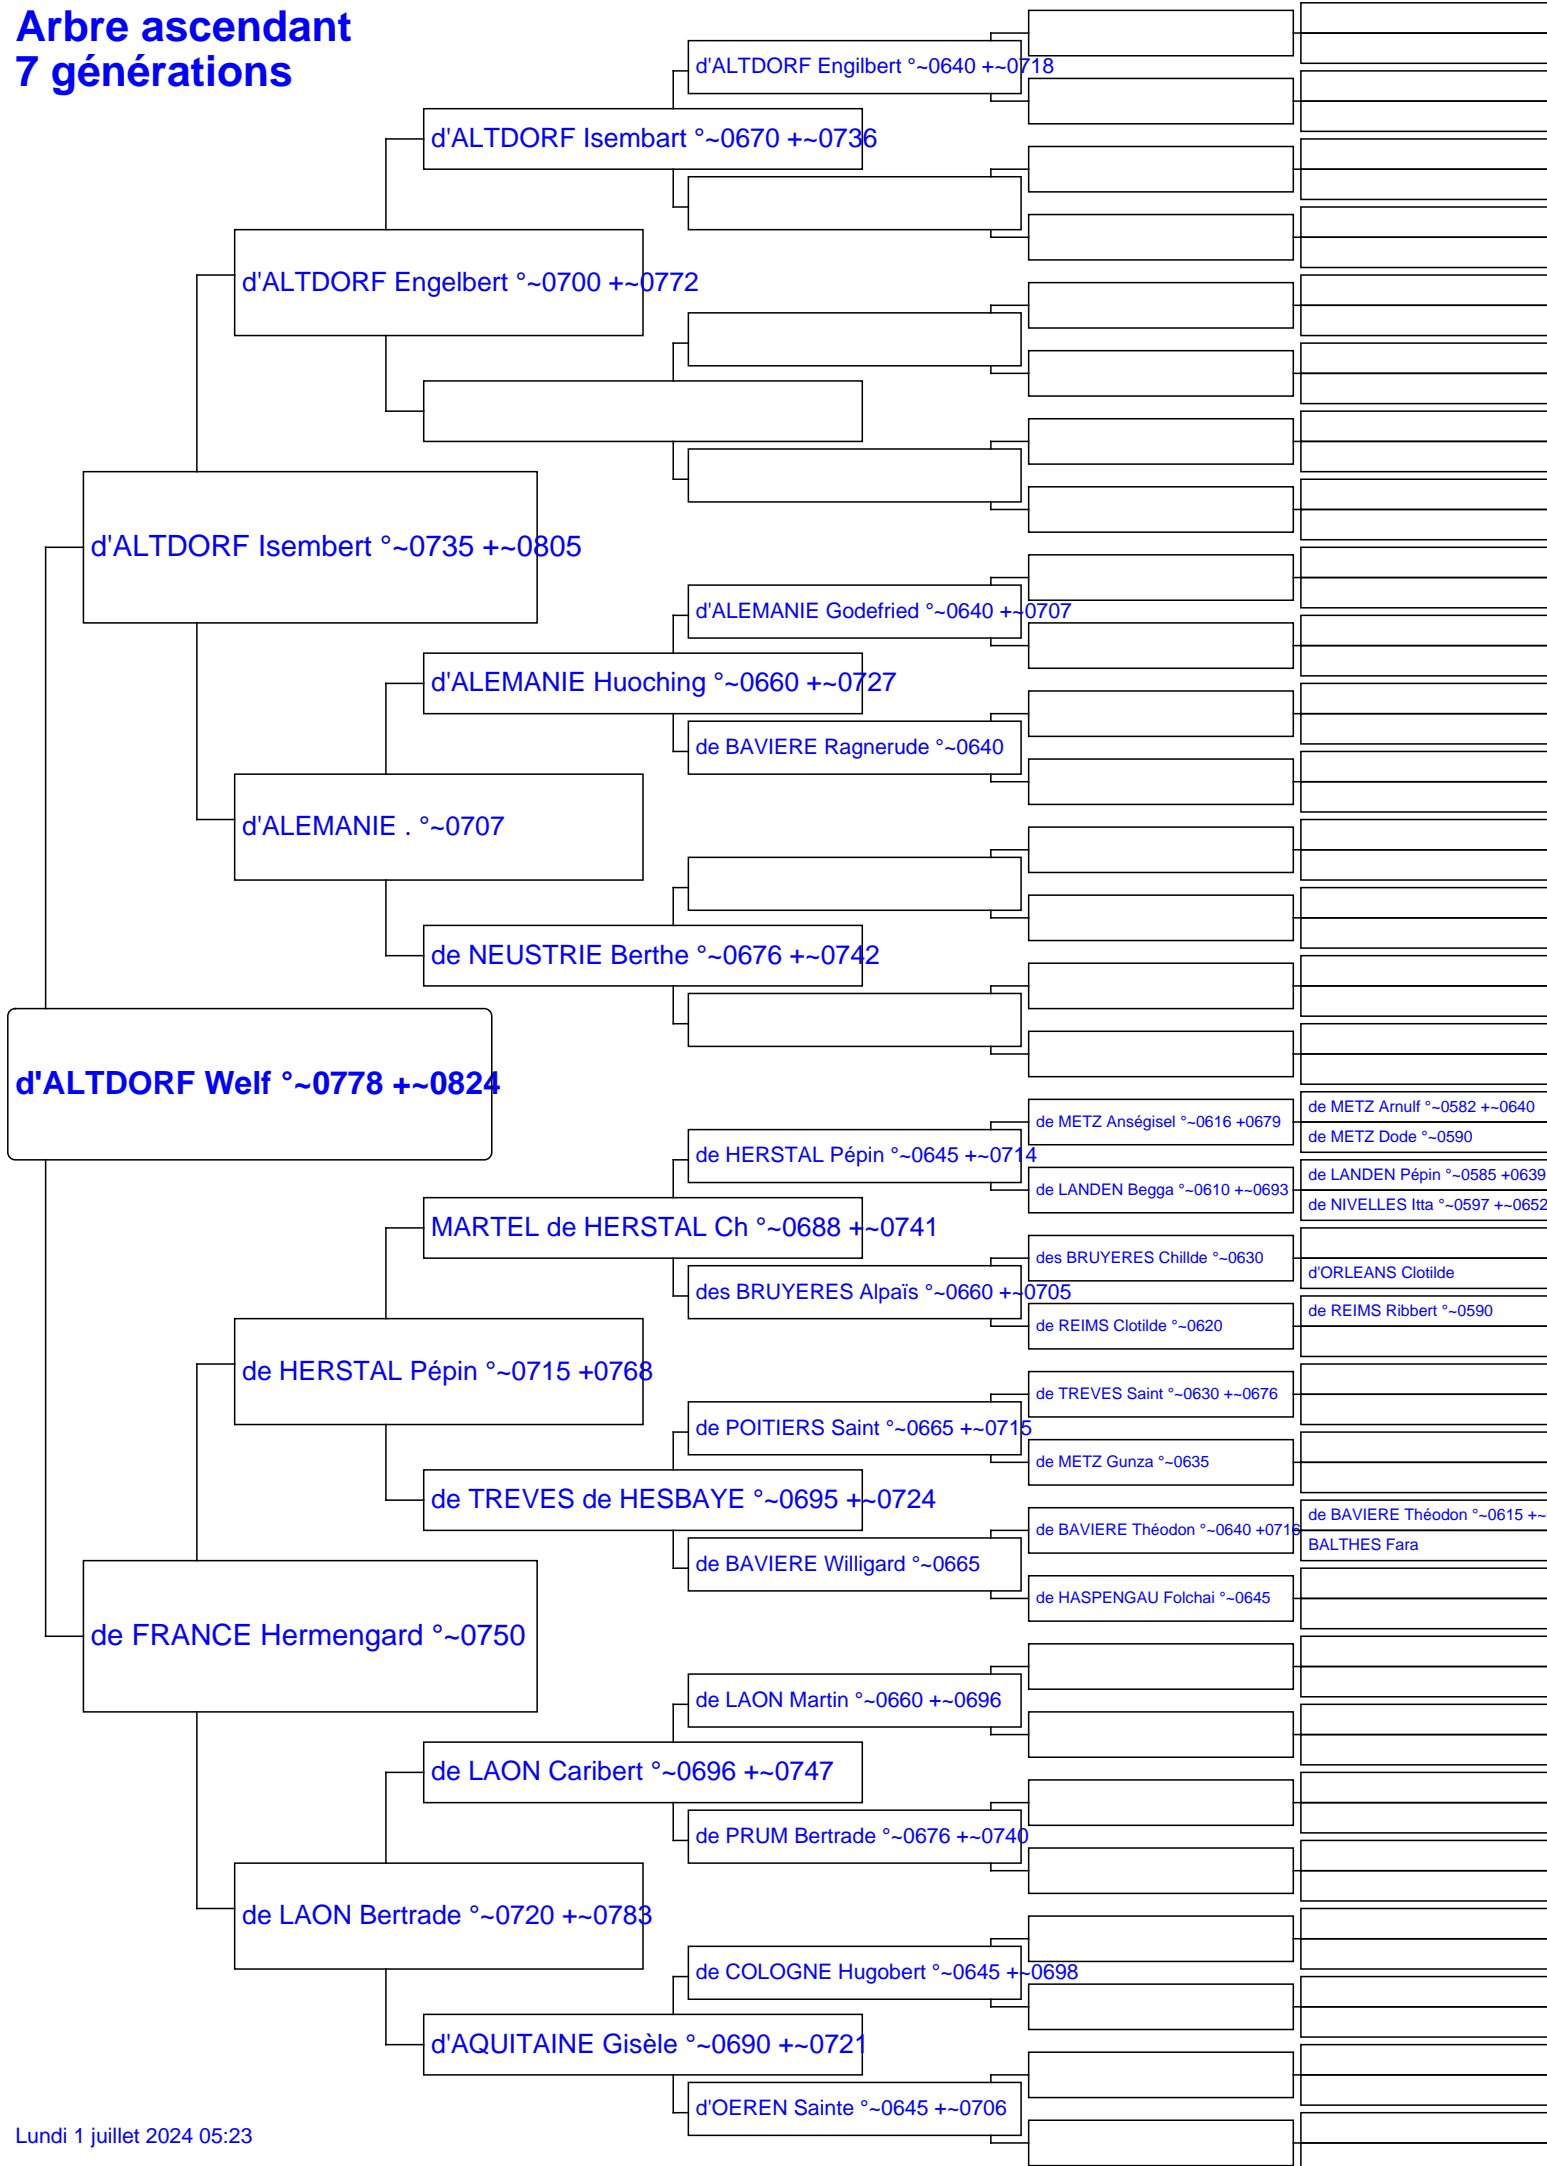 Arbre ascendant
7 générations
d'ALTDORF Engilbert °~0640 +~0718
d'ALTDORF Isembart °~0670 +~0736
d'ALTDORF Engelbert °~0700 +~0772
d'ALTDORF Isembert °~0735 +~0805
d'ALEMANIE Godefried °~0640 +~0707
d'ALEMANIE Huoching °~0660 +~0727
de BAVIERE Ragnerude °~0640
d'ALEMANIE . °~0707
de NEUSTRIE Berthe °~0676 +~0742
d'ALTDORF Welf °~0778 +~0824
de METZ Arnulf °~0582 +~0640
de METZ Anségisel °~0616 +0679
de METZ Dode °~0590
de HERSTAL Pépin °~0645 +~0714
de LANDEN Pépin °~0585 +0639
de LANDEN Begga °~0610 +~0693
de NIVELLES Itta °~0597 +~0652
MARTEL de HERSTAL Ch °~0688 +~0741
des BRUYERES Chillde °~0630
d'ORLEANS Clotilde
des BRUYERES Alpaïs °~0660 +~0705
de REIMS Ribbert °~0590
de REIMS Clotilde °~0620
de HERSTAL Pépin °~0715 +0768
de TREVES Saint °~0630 +~0676
de POITIERS Saint °~0665 +~0715
de METZ Gunza °~0635
de TREVES de HESBAYE °~0695 +~0724
de BAVIERE Théodon °~0615 +~
de BAVIERE Théodon °~0640 +0716
BALTHES Fara
de BAVIERE Willigard °~0665
de HASPENGAU Folchai °~0645
de FRANCE Hermengard °~0750
de LAON Martin °~0660 +~0696
de LAON Caribert °~0696 +~0747
de PRUM Bertrade °~0676 +~0740
de LAON Bertrade °~0720 +~0783
de COLOGNE Hugobert °~0645 +~0698
d'AQUITAINE Gisèle °~0690 +~0721
d'OEREN Sainte °~0645 +~0706
Lundi 1 juillet 2024 05:23